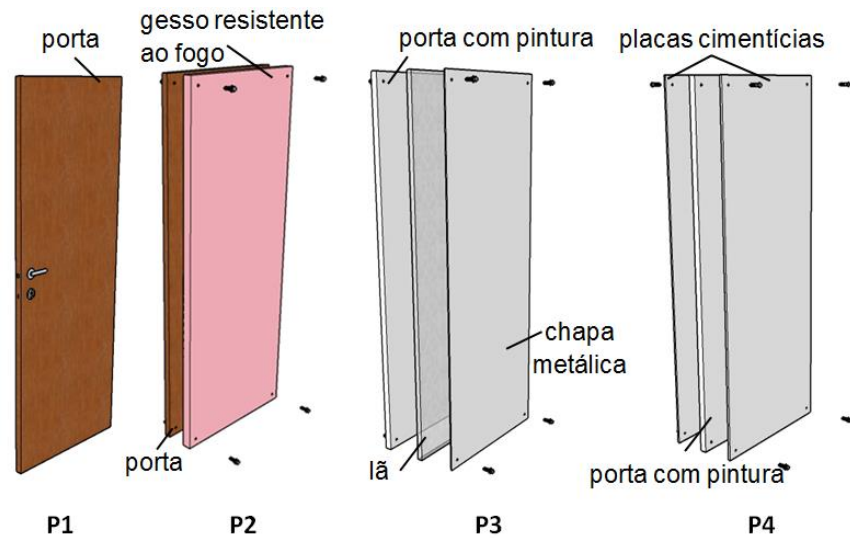 porta
gesso resistente
ao fogo
porta
P1
P2
porta com pintura
chapa
metálica
lã
P3
placas cimentícias
porta com pintura
P4